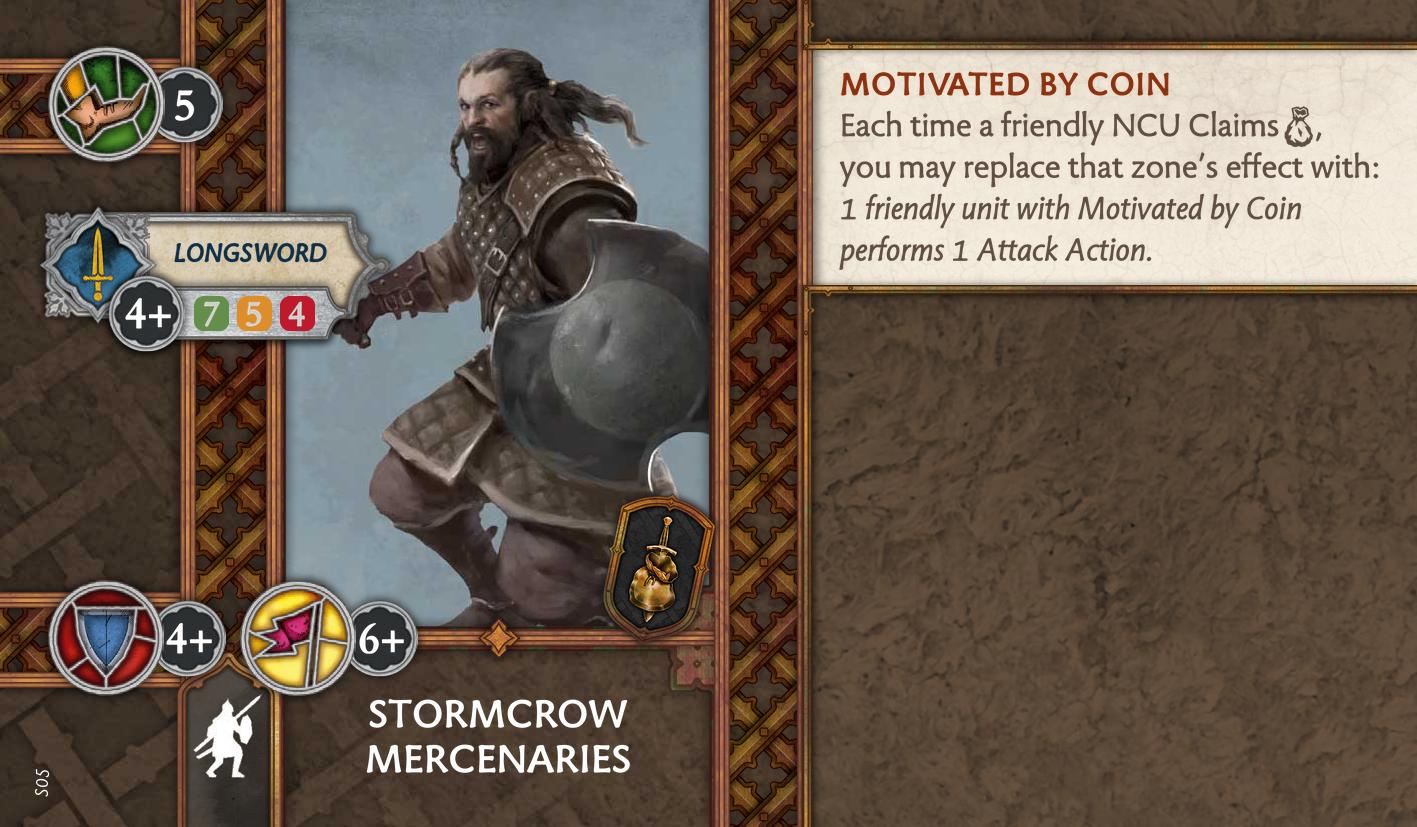 5
LONGSWORD
4+ 7 5 4
4+ 6+
STORMCROW
MERCENARIES
S05
MOTIVATED BY COIN
Each time a friendly NCU Claims ,
you may replace that zone's effect with:
1 friendly unit with Motivated by Coin
performs 1 Attack Action.